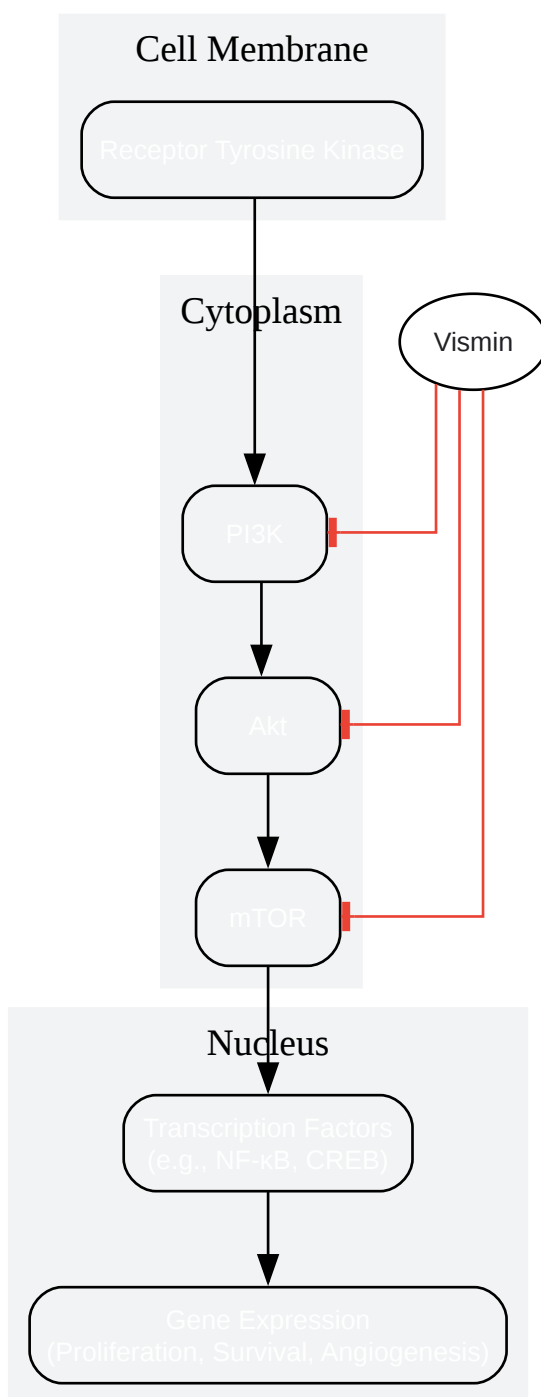 Cell Membrane
Receptor Tyrosine Kinase
Cytoplasm
Vismin
PI3K
Akt
mTOR
Nucleus
Transcription Factors
(e.g., NF-κB, CREB)
Gene Expression
(Proliferation, Survival, Angiogenesis)